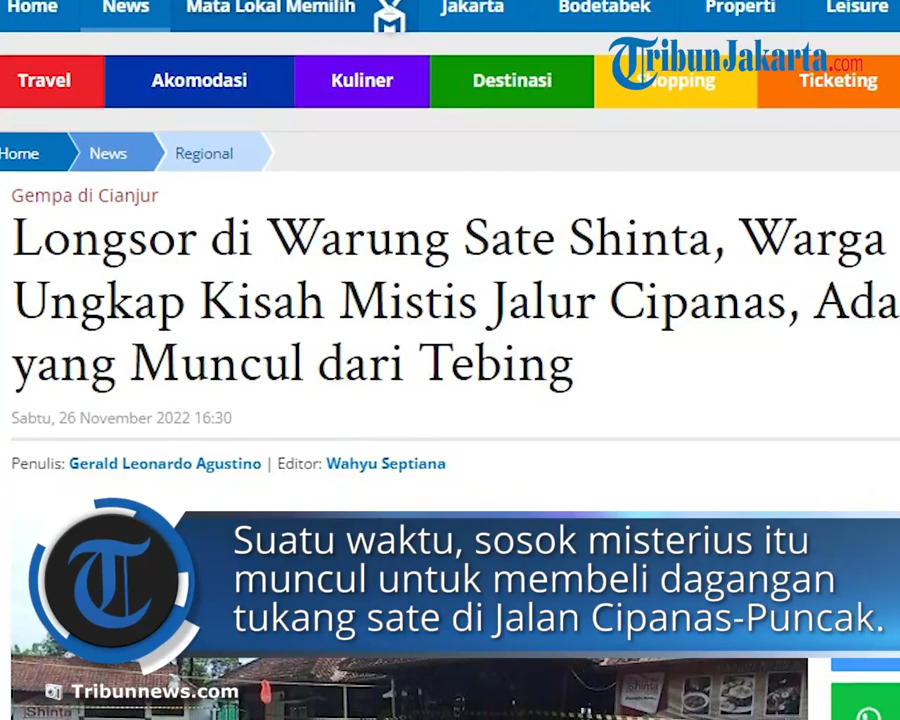 Home News Mata Lokal Memilih Jakarta Bodetabek Properti Leisure
TribunJakarta.com
Travel Akomodasi Kuliner Destinasi Shopping Ticketing
Home News Regional
Gempa di Cianjur
Longsor di Warung Sate Shinta, Warga
Ungkap Kisah Mistis Jalur Cipanas, Ada
yang Muncul dari Tebing
Sabtu, 26 November 2022 16:30
Penulis: Gerald Leonardo Agustino | Editor: Wahyu Septiana
Suatu waktu, sosok misterius itu
muncul untuk membeli dagangan
tukang sate di Jalan Cipanas-Puncak.
Tribunnews.com
Shinta
Shinta